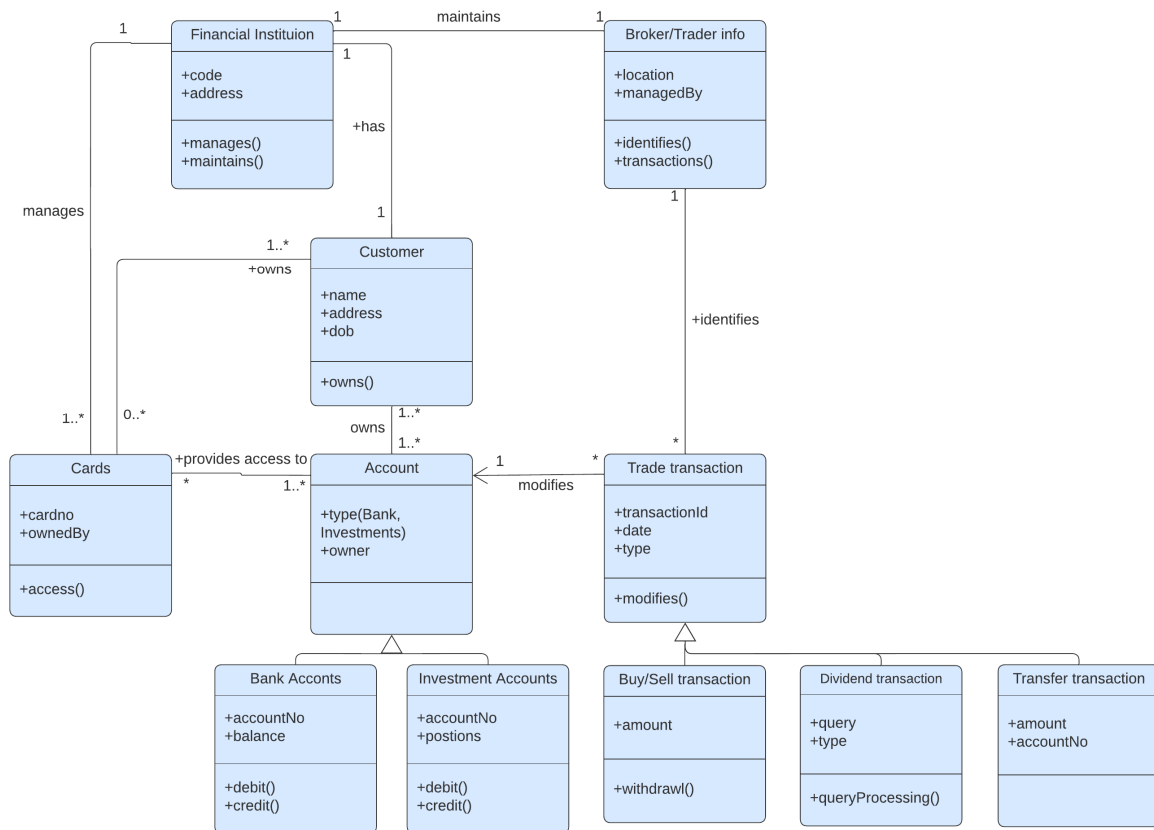 1
maintains
1
1
Financial Instituion
+code
+address
+manages()
+maintains()
1
Broker/Trader info
+location
+managedBy
+identifies()
+transactions()
+has
1
manages
1
1..*
+owns
Customer
+name
+address
+dob
+owns()
+identifies
1..*
0..*
1..*
owns
1..*
*
Cards
+cardno
+ownedBy
+access()
+provides access to
*
1..*
Account
+type(Bank,
Investments)
+owner
1
*
modifies
Trade transaction
+transactionId
+date
+type
+modifies()
Bank Acconts
+accountNo
+balance
+debit()
+credit()
Investment Accounts
+accountNo
+postions
+debit()
+credit()
Buy/Sell transaction
+amount
+withdrawl()
Dividend transaction
+query
+type
+queryProcessing()
Transfer transaction
+amount
+accountNo